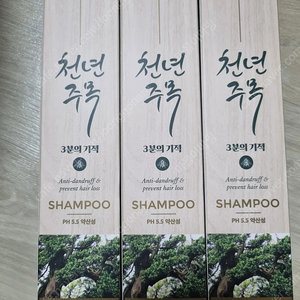 천년
주목
3분의 기적
Anti-dandruff &
prevent hair loss
SHAMPOO
PH 5.5 약산성
천년
주목
3분의 기적
Anti-dandruff &
prevent hair loss
SHAMPOO
PH 5.5 약산성
천년
주목
3분의 기적
Anti-dandruff &
prevent hair loss
SHAMPOO
PH 5.5 약산성